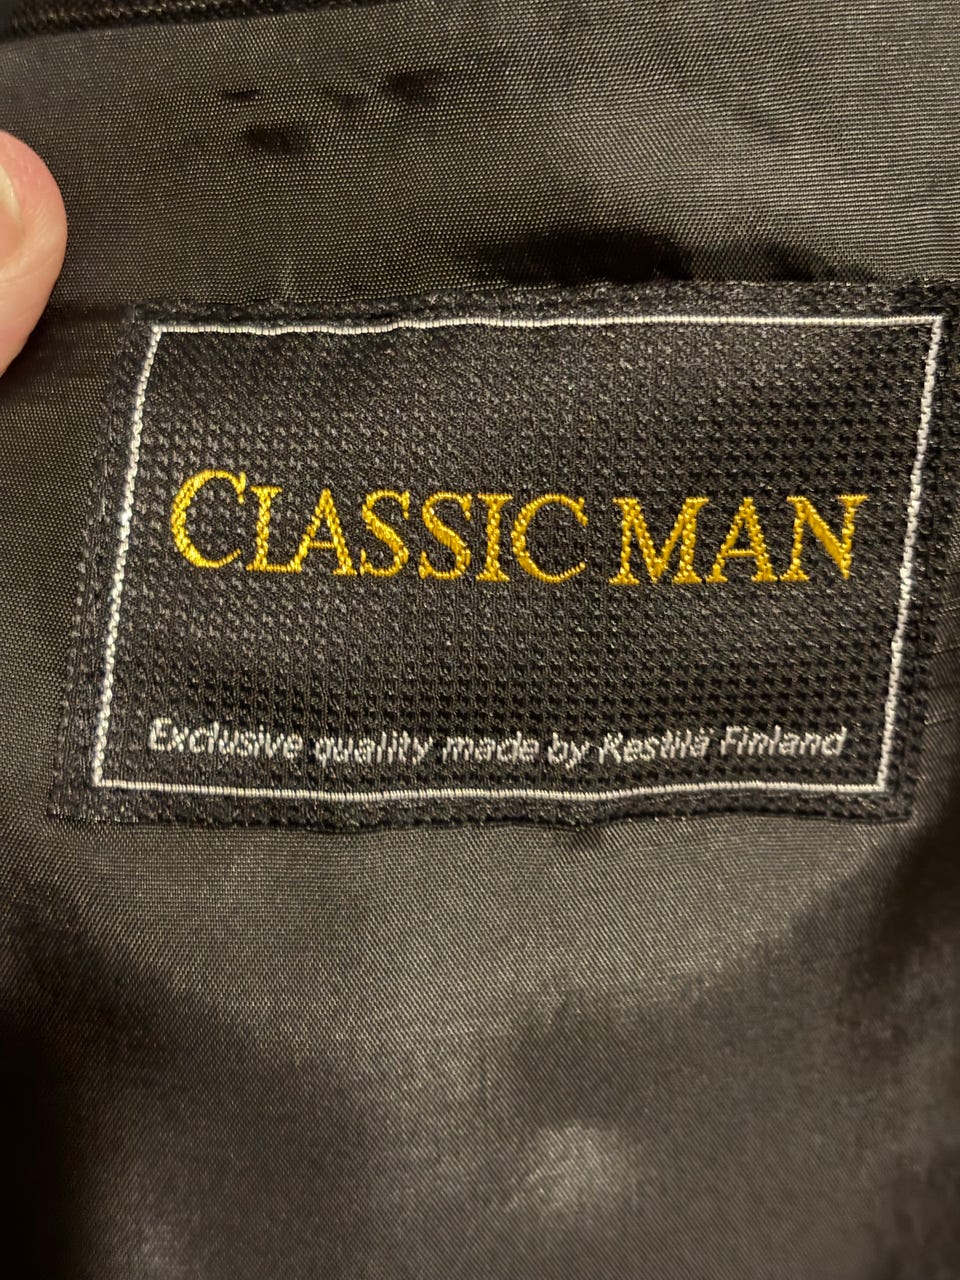 CLASSIC MAN
Exclusive quality made by Kestilä Finland